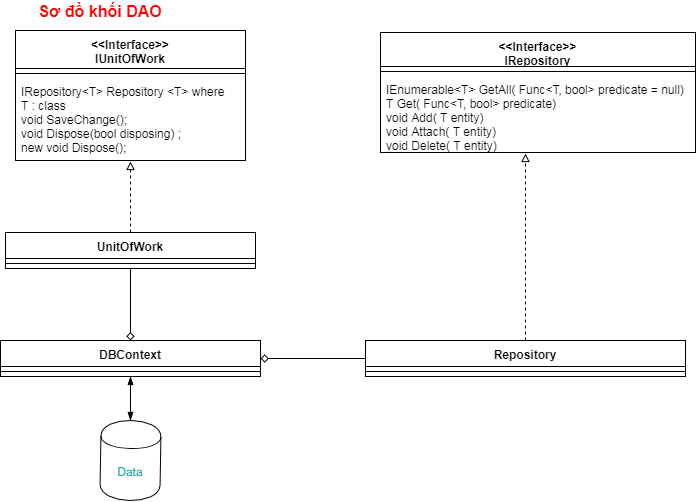 Sơ đồ khối DAO
<<Interface>>
IUnitOfWork
IRepository<T> Repository <T> where
T : class
void SaveChange();
void Dispose(bool disposing) ;
new void Dispose();
<<Interface>>
IRepository
IEnumerable<T> GetAll( Func<T, bool> predicate = null)
T Get( Func<T, bool> predicate)
void Add( T entity)
void Attach( T entity)
void Delete( T entity)
UnitOfWork
DBContext
Repository
Data